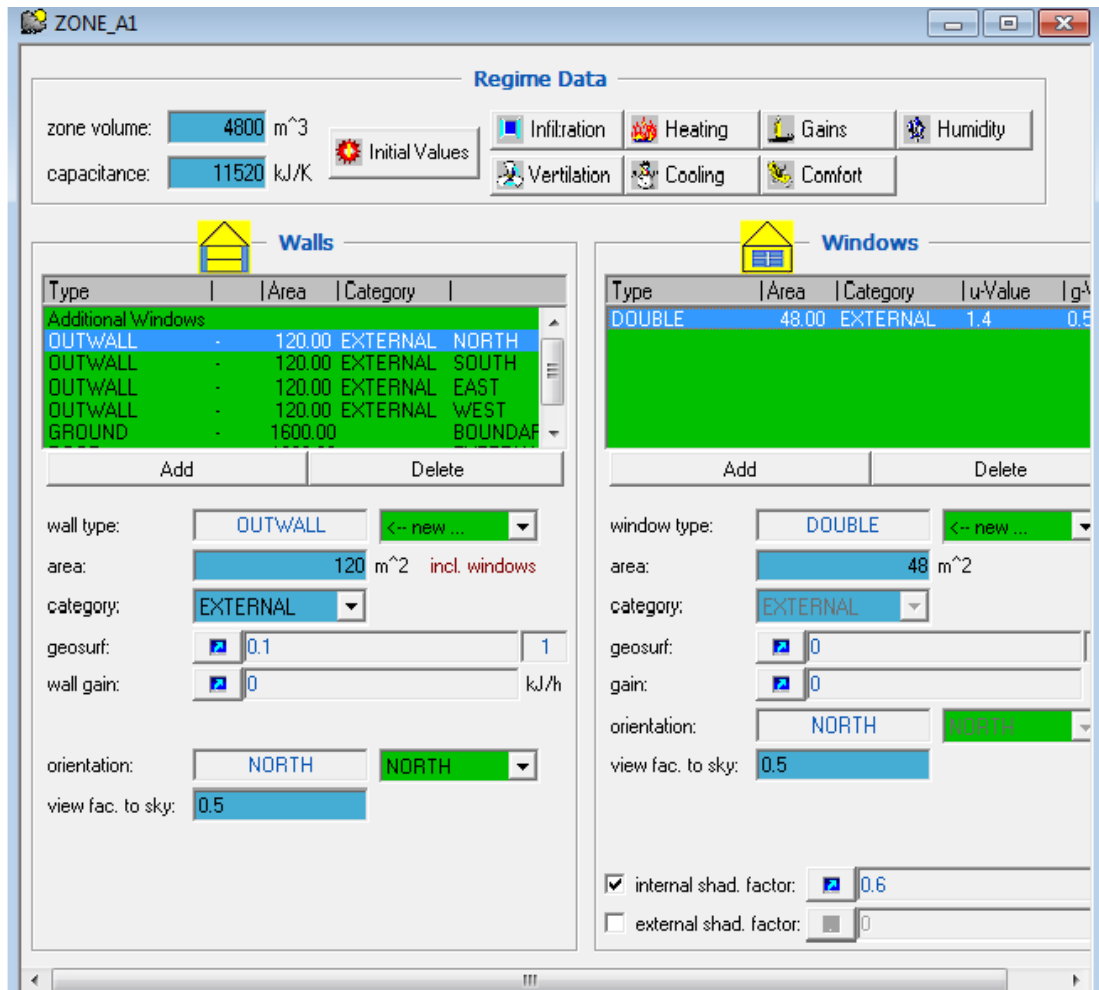 ZONE_A1
Regime Data
zone volume: 4800 m^3
capacitance: 11520 kJ/K
Initial Values
Infiltration Heating Gains Humidity
Vertilation Cooling Comfort
Walls
Type | |Area |Category |
Additional Windows
OUTWALL - 120.00 EXTERNAL NORTH
OUTWALL - 120.00 EXTERNAL SOUTH
OUTWALL - 120.00 EXTERNAL EAST
OUTWALL - 120.00 EXTERNAL WEST
GROUND - 1600.00 BOUNDAR
Add Delete
wall type: OUTWALL <-- new ...
area: 120 m^2 incl. windows
category: EXTERNAL
geosurf: 0.1 1
wall gain: 0 kJ/h
orientation: NORTH NORTH
view fac. to sky: 0.5
Windows
Type |Area |Category |u-Value |g-V
DOUBLE 48.00 EXTERNAL 1.4 0.5
Add Delete
window type: DOUBLE <-- new ...
area: 48 m^2
category: EXTERNAL
geosurf: 0
gain: 0
orientation: NORTH NORTH
view fac. to sky: 0.5
internal shad. factor: 0.6
external shad. factor: 0